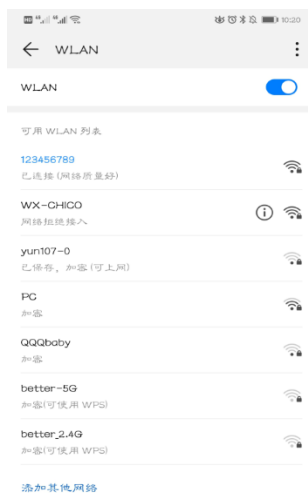 10:20
WLAN
WLAN
可用 WLAN 列表
123456789
已连接 (网络质量好)
WX-CHICO
网络拒绝接入
yun107-0
已保存，加密 (可上网)
PC
加密
QQQbaby
加密
better-5G
加密(可使用 WPS)
better_2.4G
加密(可使用 WPS)
添加其他网络